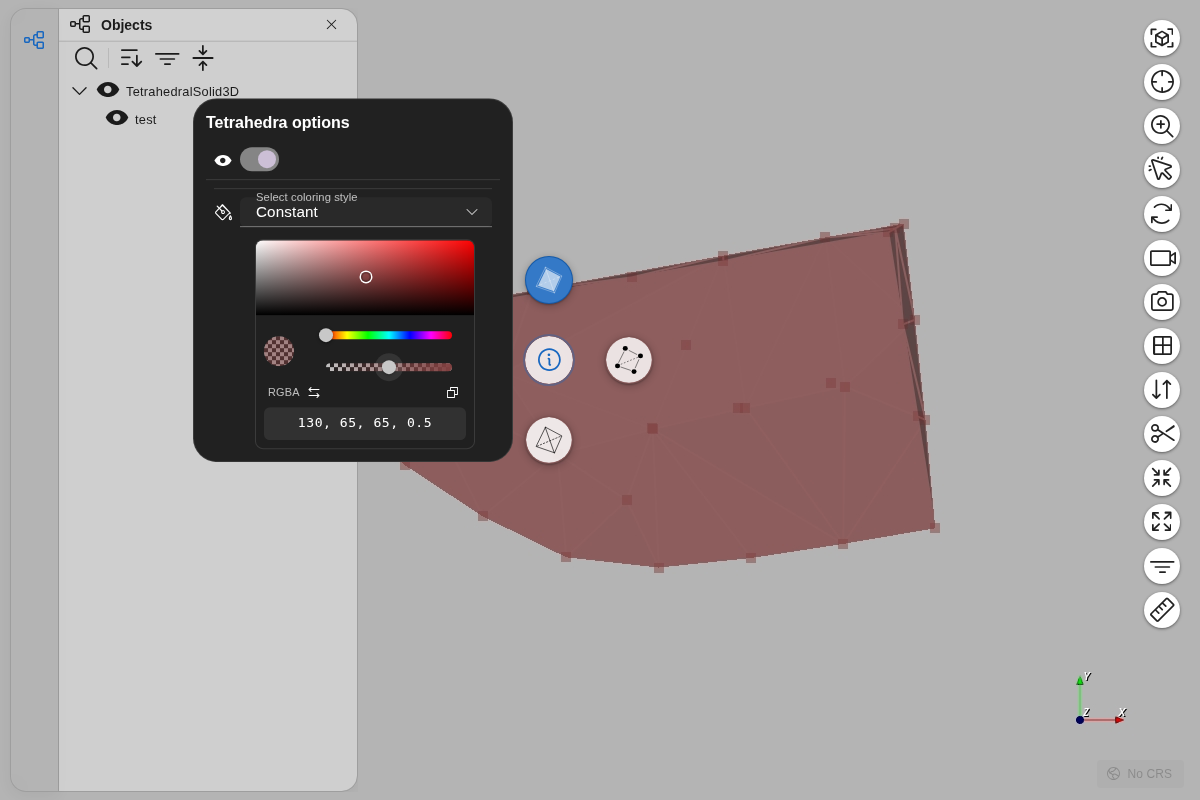 Objects
TetrahedralSolid3D
test
Tetrahedra options
Select coloring style
Constant
RGBA
130, 65, 65, 0.5
Y
Z
X
No CRS